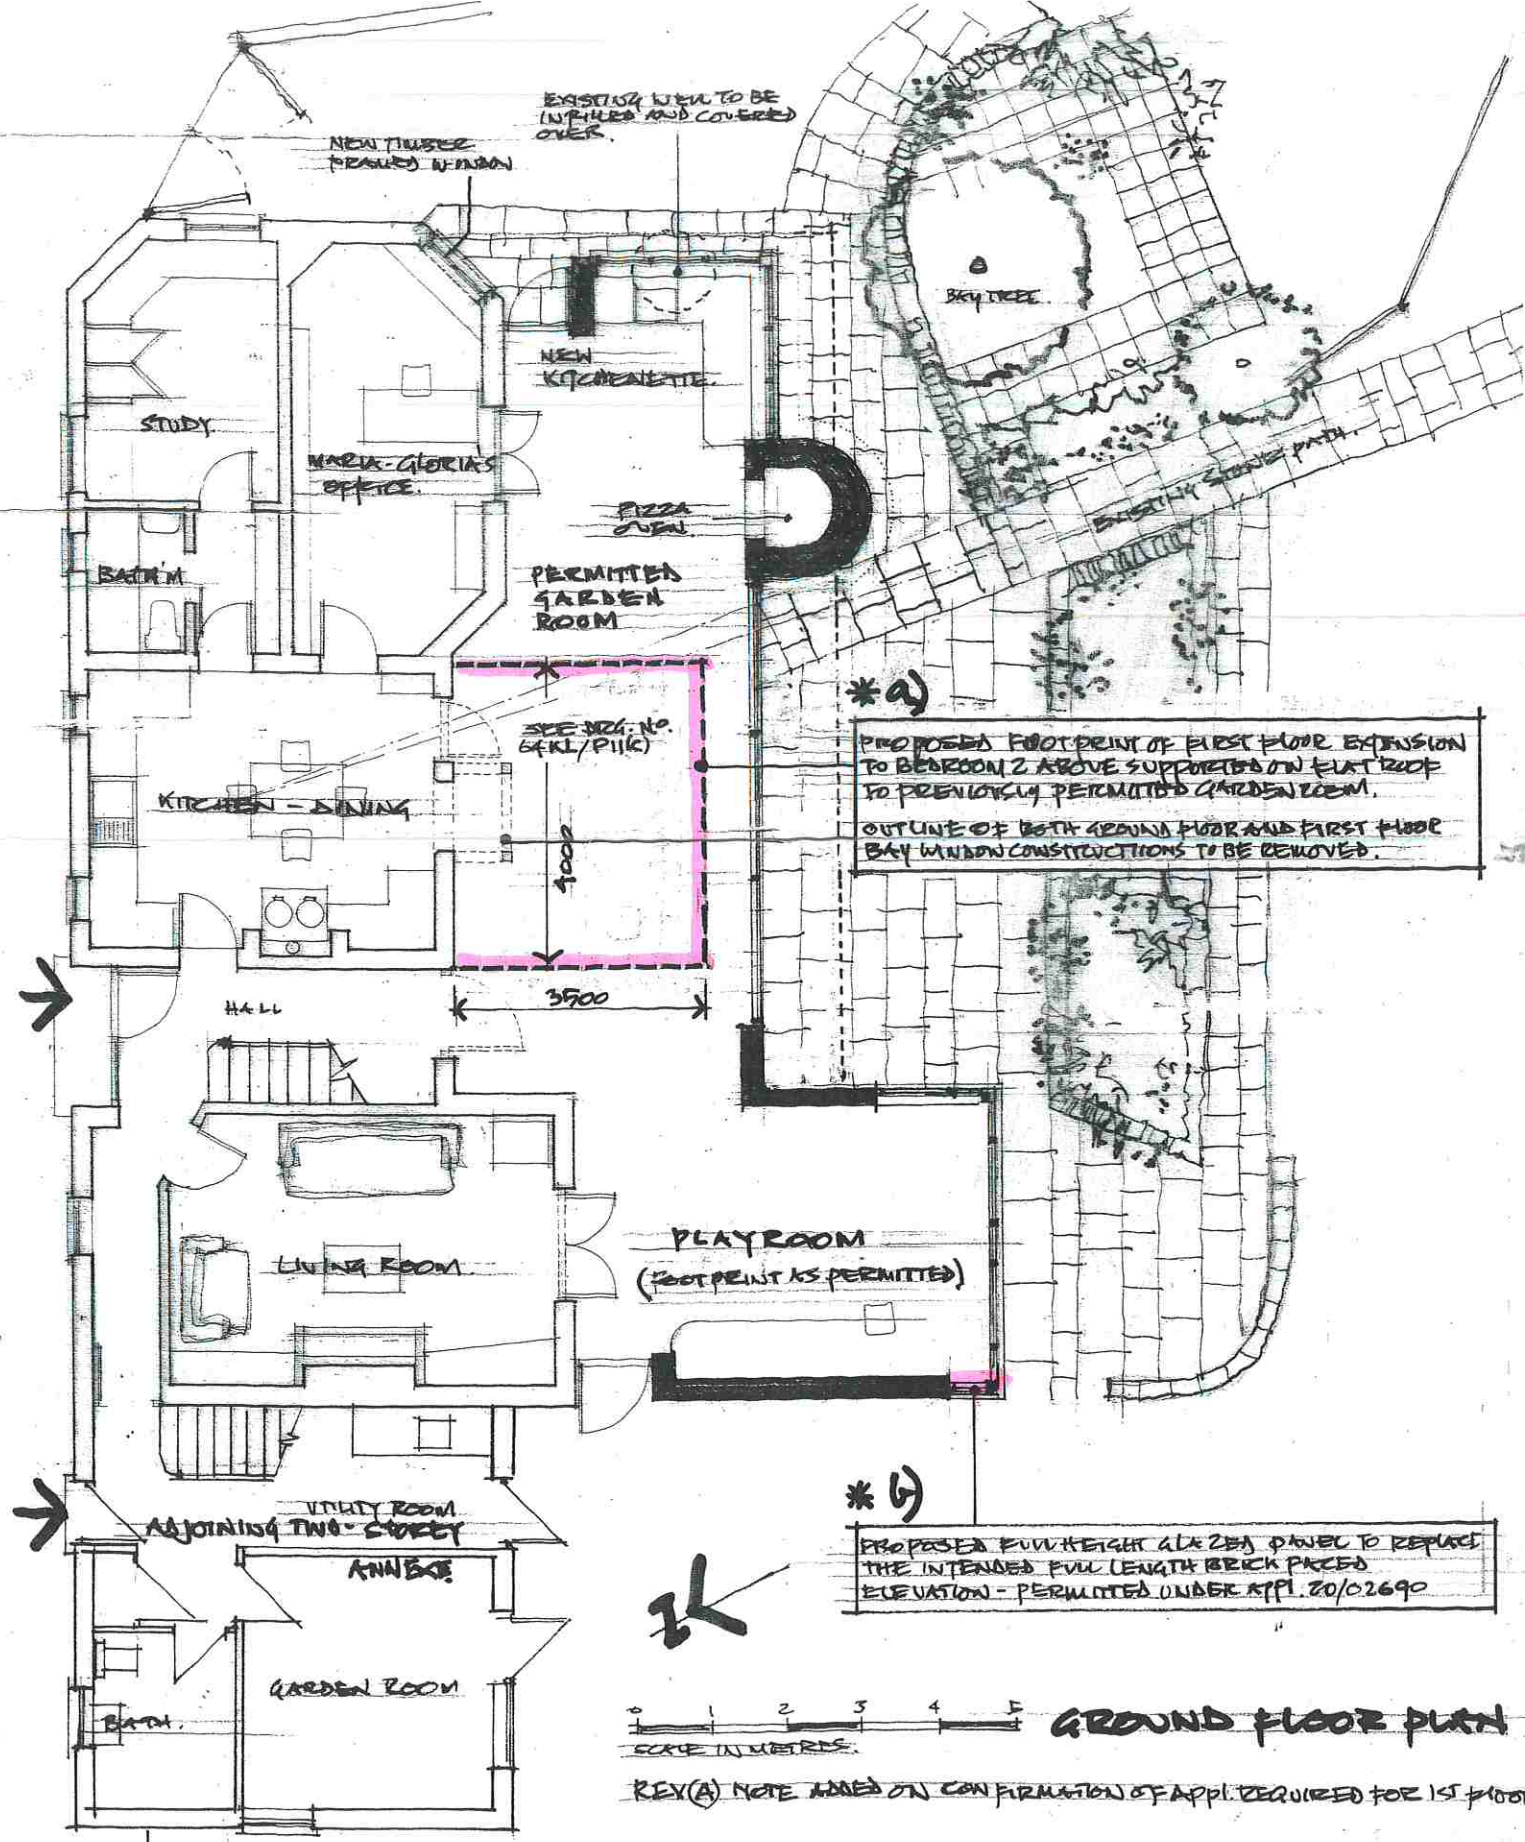 EXISTING WELL TO BE
INFILLED AND COVERED
OVER.
NEW TIMBER
FRAMED WINDOW
BAY TREE
NEW
KITCHENETTE.
STUDY.
MARIA-GLORIA'S
OFFICE.
EXISTING STONE PATH.
PIZZA
OVEN.
BATH'M
PERMITTED
GARDEN
ROOM
* a)
SEE DRG. No.
64KL/P11(C)
PROPOSED FOOTPRINT OF FIRST FLOOR EXTENSION
TO BEDROOM 2 ABOVE SUPPORTED ON FLAT ROOF
TO PREVIOUSLY PERMITTED GARDEN ROOM.
OUTLINE OF BOTH GROUND FLOOR AND FIRST FLOOR
BAY WINDOW CONSTRUCTIONS TO BE REMOVED.
KITCHEN - DINING
4000
3500
HALL
PLAYROOM
(FOOTPRINT AS PERMITTED)
LIVING ROOM.
* b)
PROPOSED FULL HEIGHT GLAZED PANEL TO REPLACE
THE INTENDED FULL LENGTH BRICK FACED
ELEVATION - PERMITTED UNDER APPl. 20/02690
UTILITY ROOM
ADJOINING TWO-STOREY
ANNEXE.
N
GARDEN ROOM
BATH.
0 1 2 3 4 5
SCALE IN METRES.
GROUND FLOOR PLAN
REV(A) NOTE ADDED ON CONFIRMATION OF APPl. REQUIRED FOR 1ST FLOOR